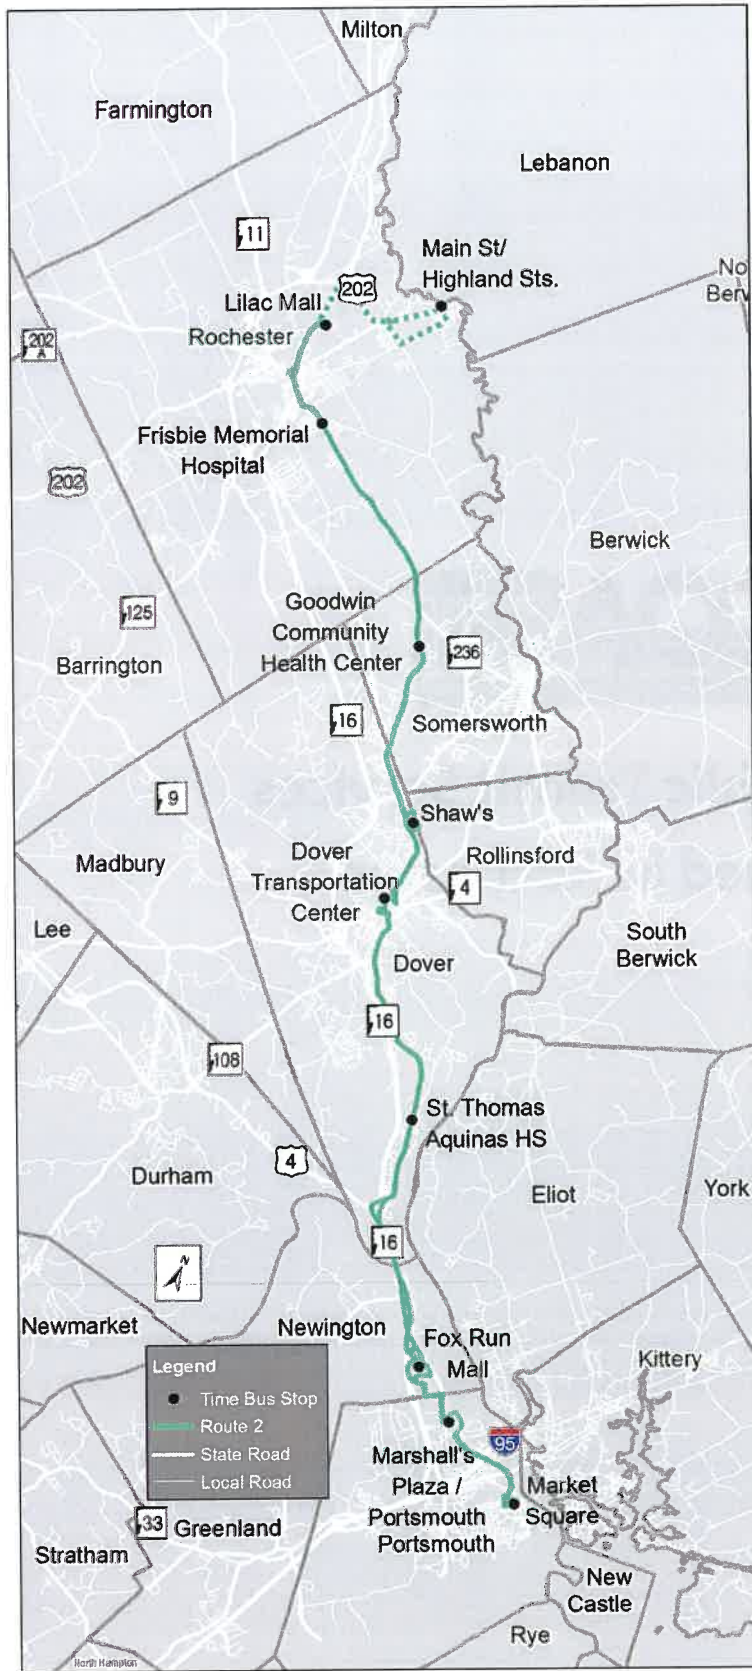 Milton
Farmington
Lebanon
11
Main St/
Highland Sts.
No
Berw
202
Lilac Mall
Rochester
202
A
Frisbie Memorial
Hospital
202
Berwick
Goodwin
Community
Health Center
125
236
Barrington
16
Somersworth
9
Shaw's
Dover
Transportation
Center
Rollinsford
Madbury
4
Lee
South
Berwick
Dover
16
108
St. Thomas
Aquinas HS
4
Durham
Eliot
York
16
N
Newmarket
Newington
Fox Run
Mall
Kittery
Legend
Time Bus Stop
Route 2
State Road
Local Road
95
Marshall's
Plaza /
Portsmouth
Portsmouth
Market
Square
33
Greenland
Stratham
New
Castle
Rye
North Hampton